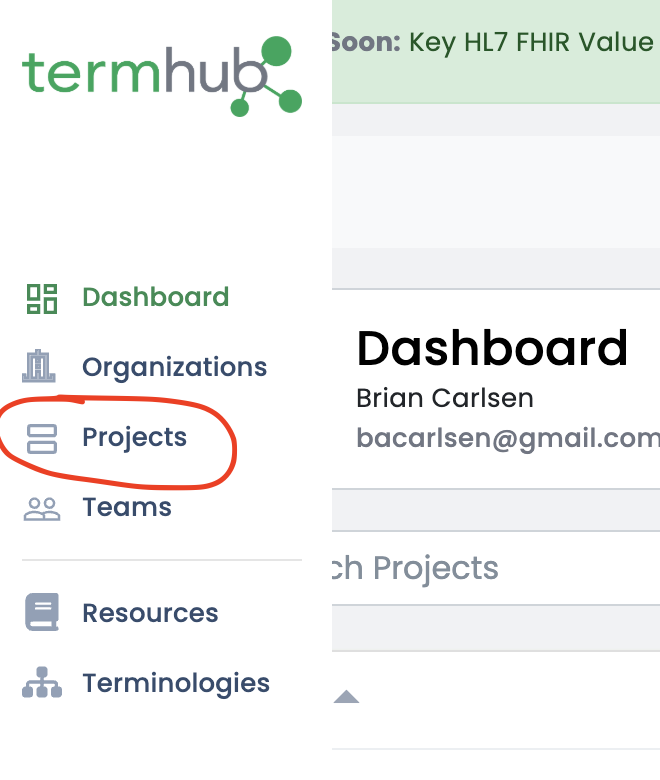 termhub
Dashboard
Organizations
Projects
Teams
Resources
Terminologies
Soon: Key HL7 FHIR Value
Dashboard
Brian Carlsen
bacarlsen@gmail.com
ch Projects